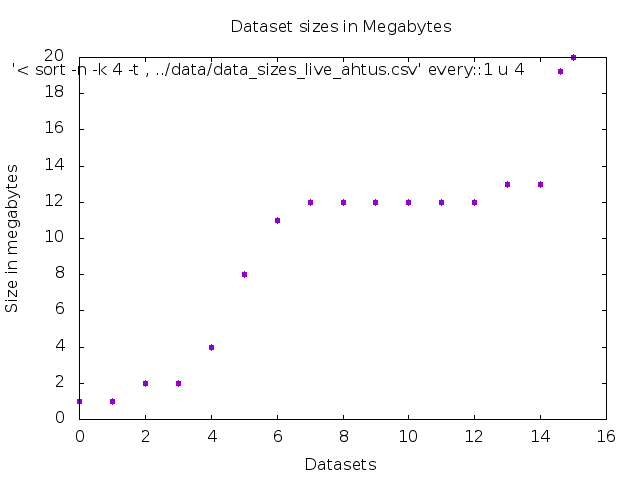 Dataset sizes in Megabytes
20
'< sort -n -k 4 -t , ../data/data_sizes_live_ahtus.csv' every::1 u 4
18
16
14
12
10
8
6
4
2
0
Size in megabytes
0 2 4 6 8 10 12 14 16
Datasets